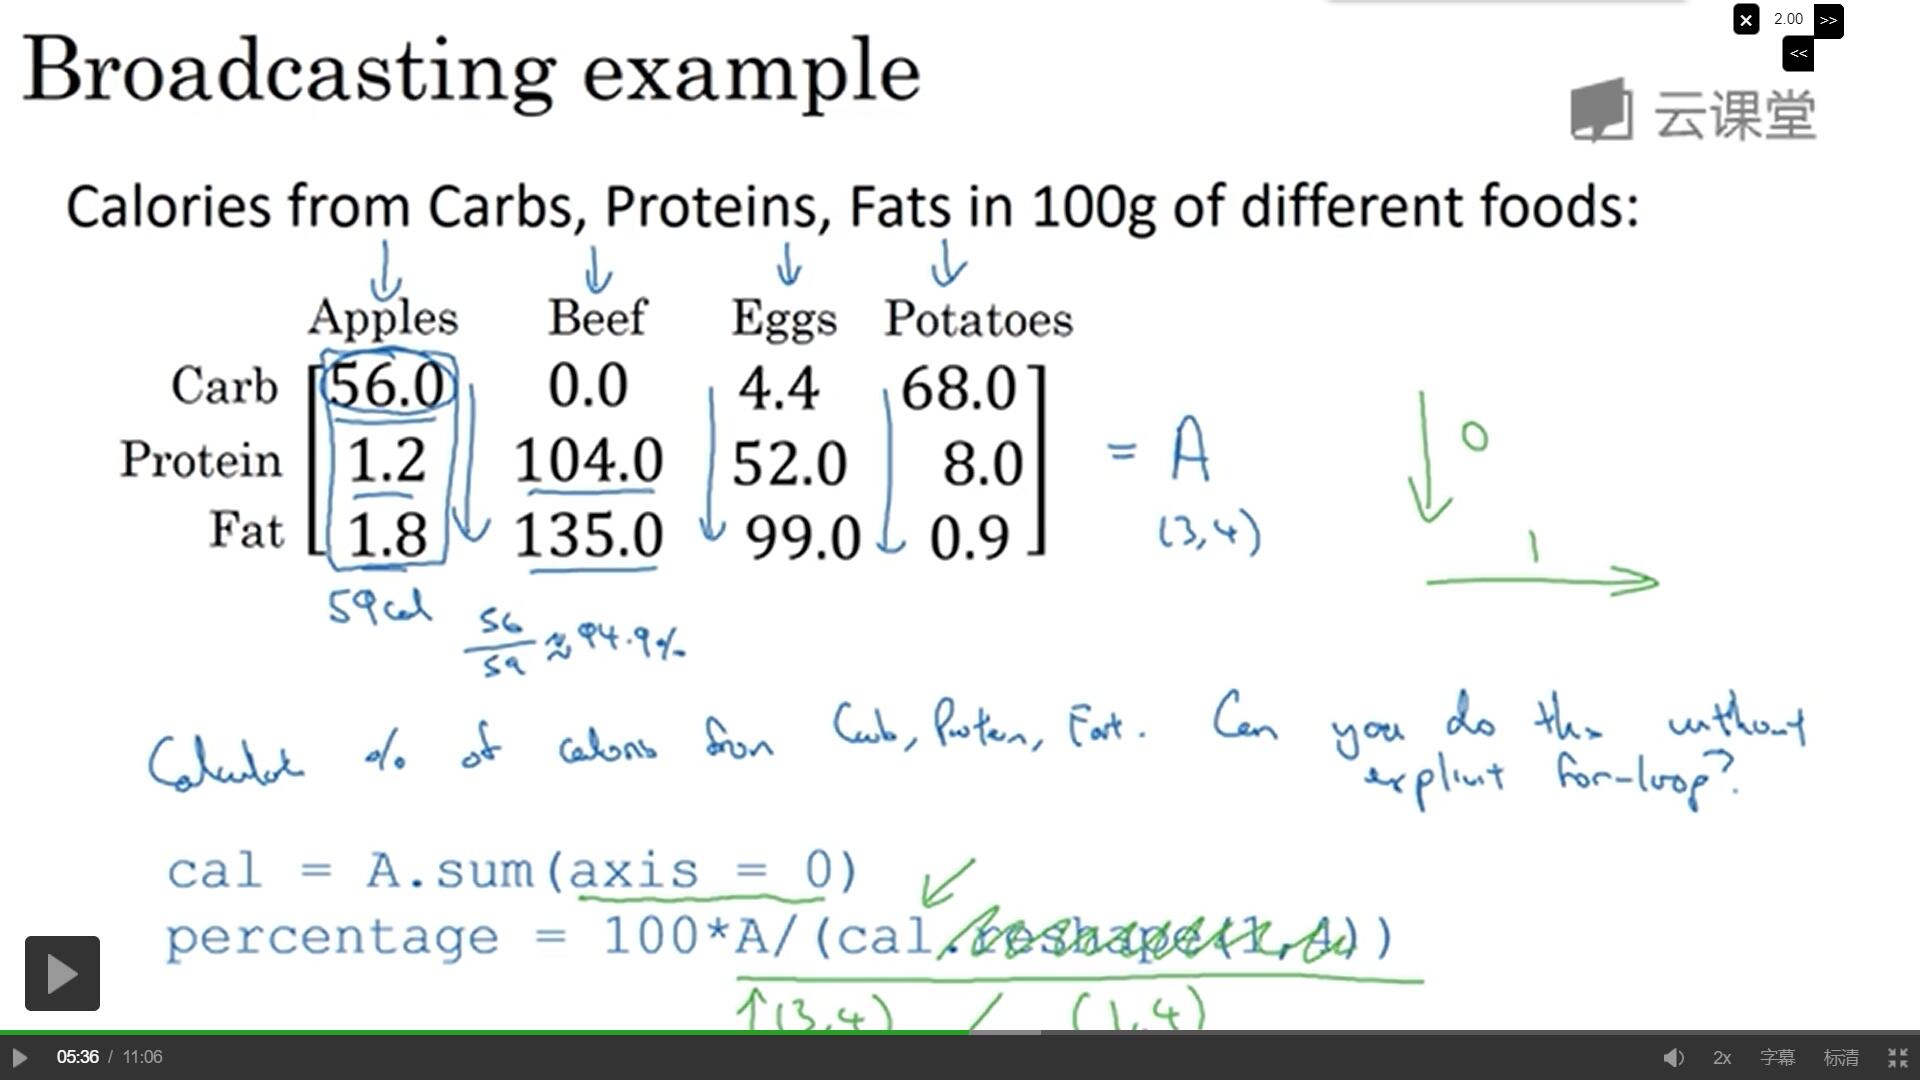 2.00 >>
<<
Broadcasting example
云课堂
Calories from Carbs, Proteins, Fats in 100g of different foods:
Apples Beef Eggs Potatoes
Carb 56.0 0.0 4.4 68.0
Protein 1.2 104.0 52.0 8.0
Fat 1.8 135.0 99.0 0.9
= A
(3,4)
0
1
59cal
56/59 ≈ 94.9%
Calculate % of calories from Carb, Protein, Fat. Can you do this without
explicit for-loop?
cal = A.sum(axis = 0)
percentage = 100*A/(cal.reshape(1,4))
↑(3,4) / (1,4)
05:36 / 11:06 2x 字幕 标清